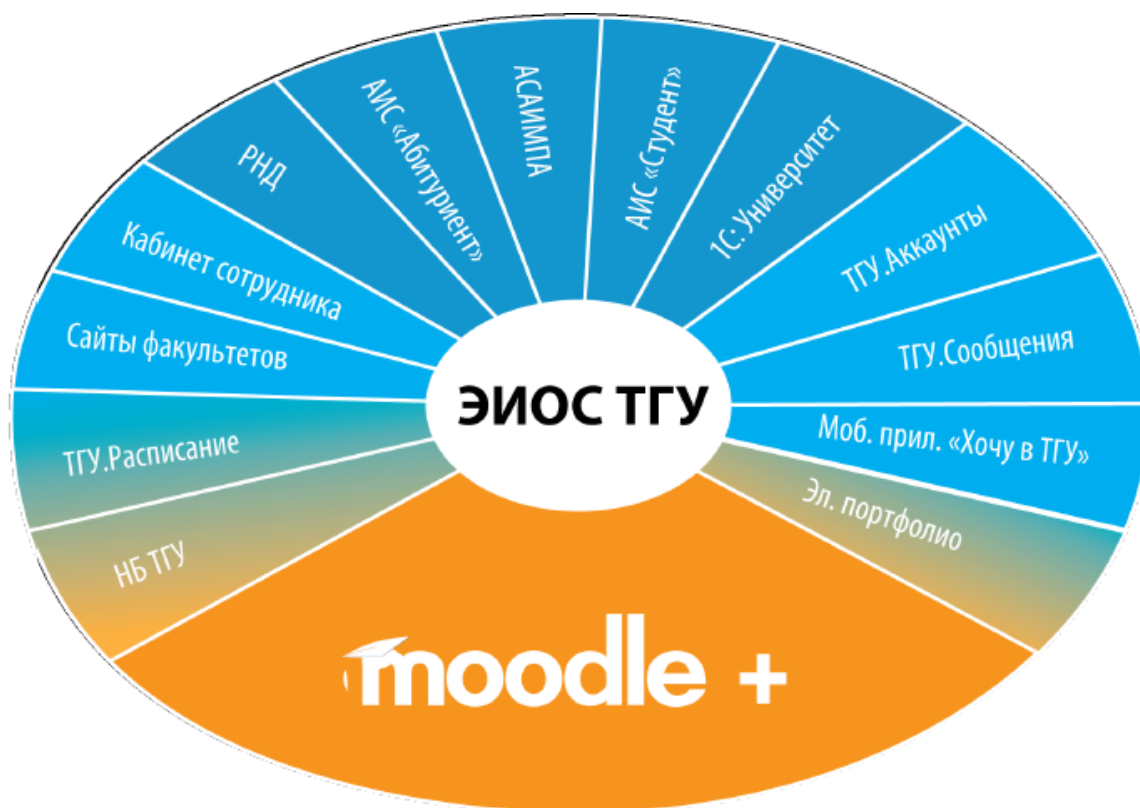 РНД
АИС «Абитуриент»
АСАИМПА
АИС «Студент»
1С: Университет
ТГУ.Аккаунты
ТГУ.Сообщения
Моб. прил. «Хочу в ТГУ»
Эл. портфолио
moodle +
НБ ТГУ
ТГУ.Расписание
Сайты факультетов
Кабинет сотрудника
ЭИОС ТГУ